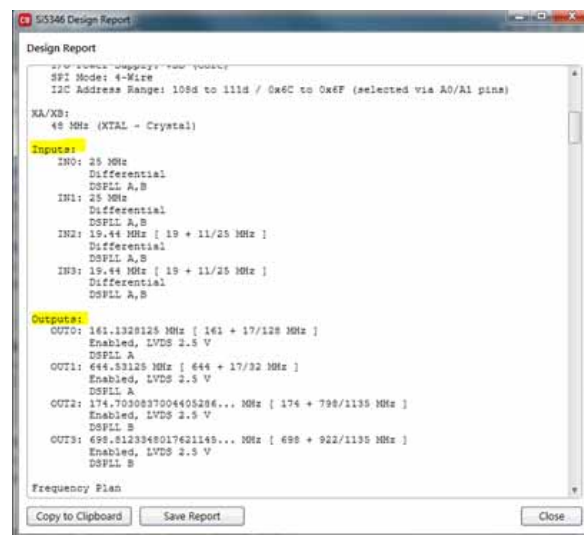 Si5346 Design Report
Design Report
I/O Power Supply: VDD (Core)
SPI Mode: 4-Wire
I2C Address Range: 108d to 111d / 0x6C to 0x6F (selected via A0/A1 pins)
XA/XB:
48 MHz (XTAL - Crystal)
Inputs:
IN0: 25 MHz
Differential
DSPLL A,B
IN1: 25 MHz
Differential
DSPLL A,B
IN2: 19.44 MHz [ 19 + 11/25 MHz ]
Differential
DSPLL A,B
IN3: 19.44 MHz [ 19 + 11/25 MHz ]
Differential
DSPLL A,B
Outputs:
OUT0: 161.1328125 MHz [ 161 + 17/128 MHz ]
Enabled, LVDS 2.5 V
DSPLL A
OUT1: 644.53125 MHz [ 644 + 17/32 MHz ]
Enabled, LVDS 2.5 V
DSPLL A
OUT2: 174.7030837004405286... MHz [ 174 + 798/1135 MHz ]
Enabled, LVDS 2.5 V
DSPLL B
OUT3: 698.8123348017621145... MHz [ 698 + 922/1135 MHz ]
Enabled, LVDS 2.5 V
DSPLL B
Frequency Plan
Copy to Clipboard
Save Report
Close